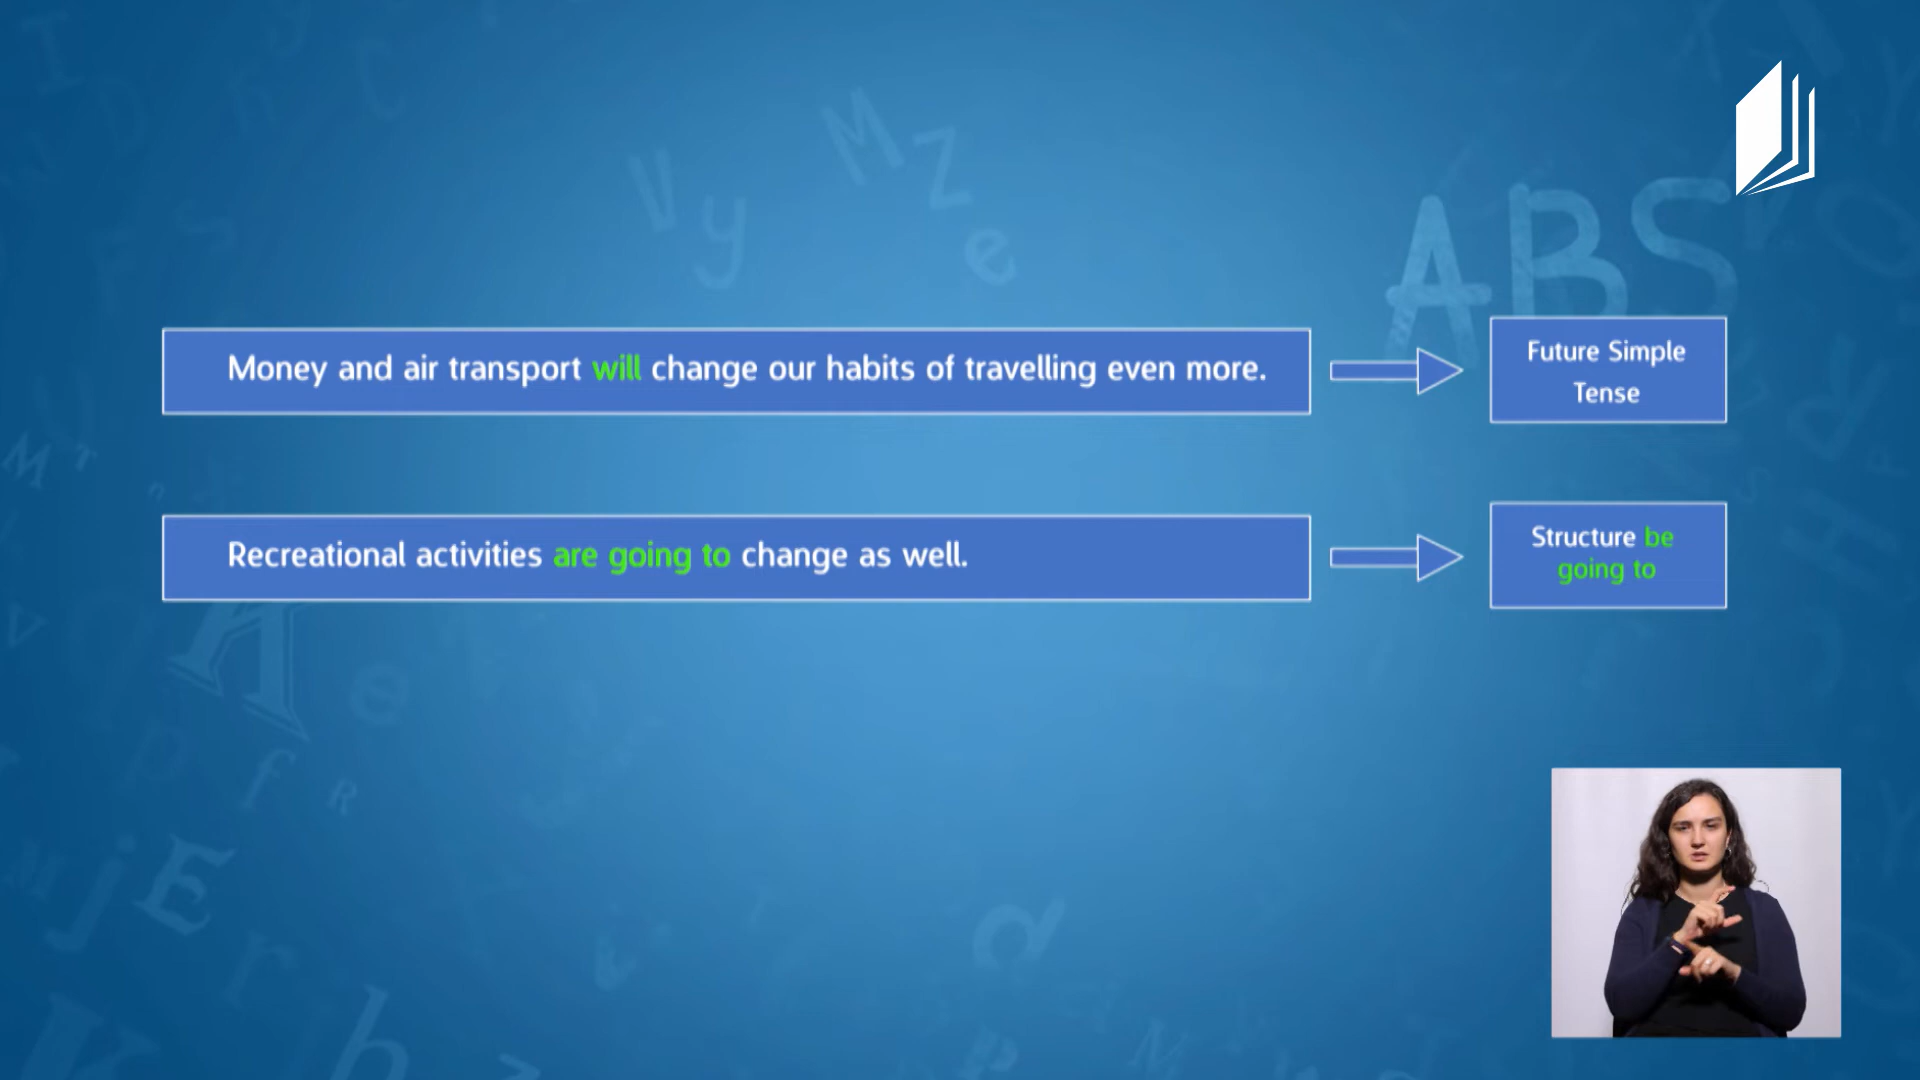 Money and air transport will change our habits of travelling even more.
Future Simple
Tense
Recreational activities are going to change as well.
Structure be
going to